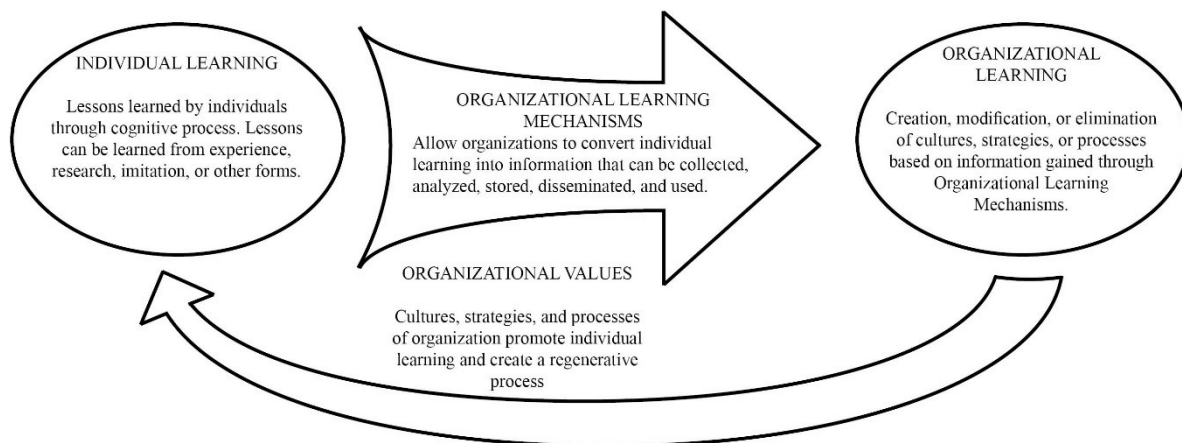 INDIVIDUAL LEARNING
Lessons learned by individuals
through cognitive process. Lessons
can be learned from experience,
research, imitation, or other forms.
ORGANIZATIONAL LEARNING
MECHANISMS
Allow organizations to convert individual
learning into information that can be collected,
analyzed, stored, disseminated, and used.
ORGANIZATIONAL
LEARNING
Creation, modification, or elimination
of cultures, strategies, or processes
based on information gained through
Organizational Learning
Mechanisms.
ORGANIZATIONAL VALUES
Cultures, strategies, and processes
of organization promote individual
learning and create a regenerative
process